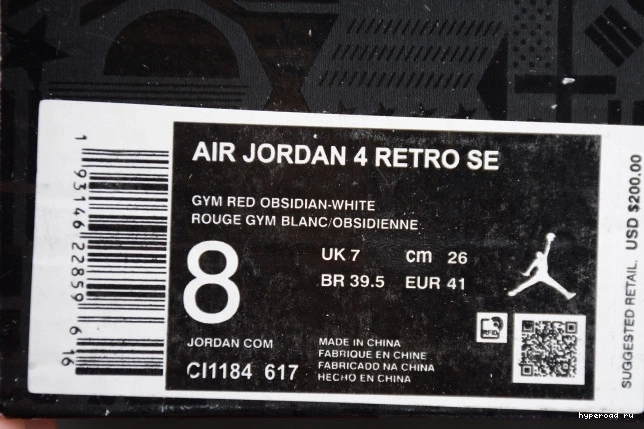 AIR JORDAN 4 RETRO SE
GYM RED OBSIDIAN-WHITE
ROUGE GYM BLANC/OBSIDIENNE
8
UK 7 cm 26
BR 39.5 EUR 41
JORDAN COM
CI1184 617
MADE IN CHINA
FABRIQUE EN CHINE
FABRICADO NA CHINA
HECHO EN CHINA
RFID
1 93146 22859 6 16
SUGGESTED RETAIL. USD $200.00
hyperoad ru